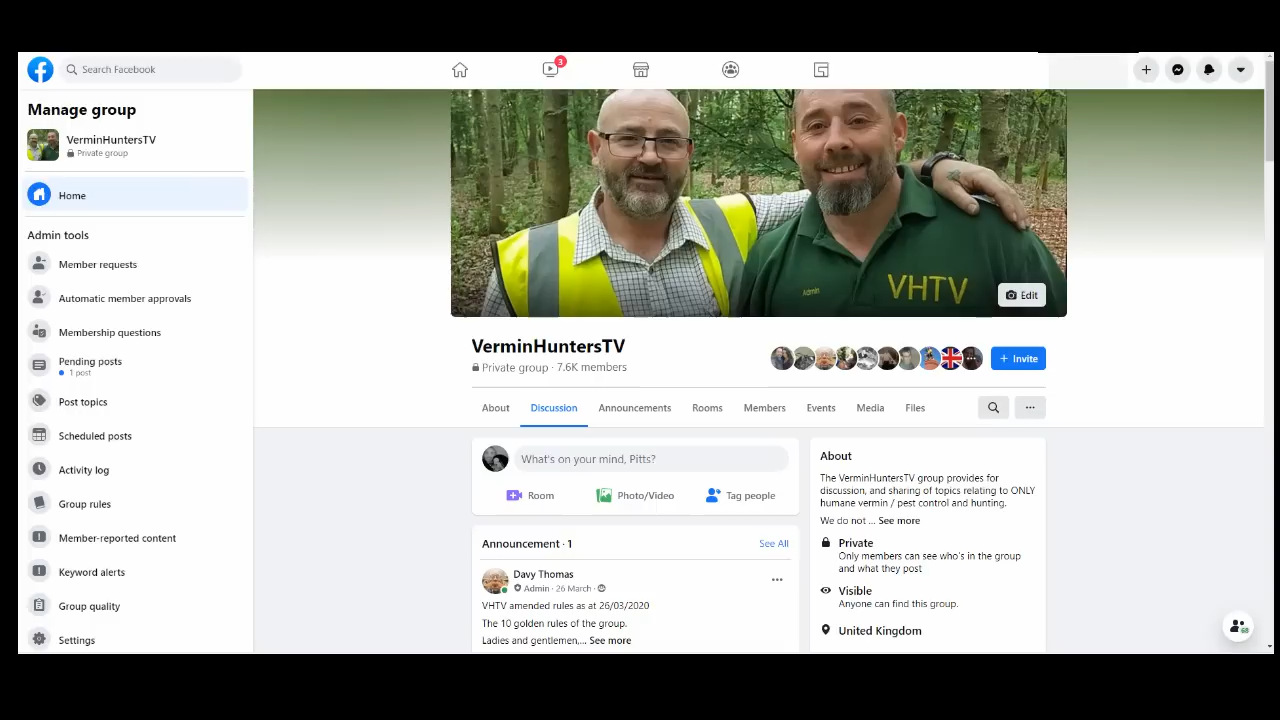 Search Facebook
3
Manage group
VerminHuntersTV
Private group
Home
Admin tools
Member requests
Automatic member approvals
Membership questions
Pending posts
1 post
Post topics
Scheduled posts
Activity log
Group rules
Member-reported content
Keyword alerts
Group quality
Settings
Admin
VHTV
Edit
VerminHuntersTV
Private group · 7.6K members
+ Invite
About Discussion Announcements Rooms Members Events Media Files
What's on your mind, Pitts?
Room Photo/Video Tag people
Announcement · 1 See All
Davy Thomas
Admin · 26 March ·
VHTV amended rules as at 26/03/2020
The 10 golden rules of the group.
Ladies and gentlemen,... See more
About
The VerminHuntersTV group provides for
discussion, and sharing of topics relating to ONLY
humane vermin / pest control and hunting.
We do not ... See more
Private
Only members can see who's in the group
and what they post
Visible
Anyone can find this group.
United Kingdom